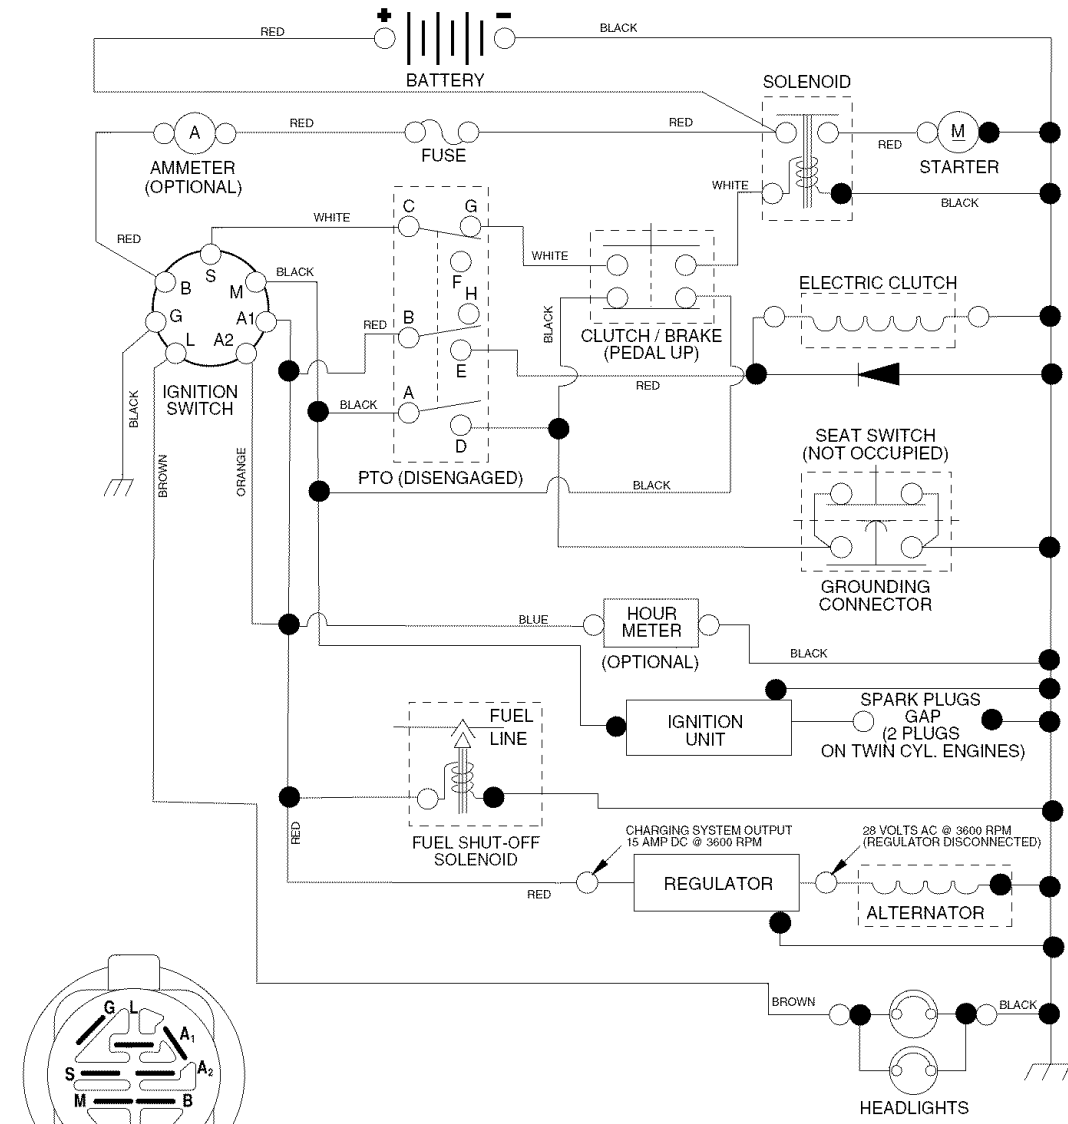 + -
RED
BLACK
BATTERY
SOLENOID
A
RED
RED
RED
M
FUSE
STARTER
AMMETER
(OPTIONAL)
WHITE
BLACK
C
G
WHITE
RED
S
B
M
BLACK
WHITE
F
ELECTRIC CLUTCH
G
A1
H
B
RED
BLACK
L
A2
CLUTCH / BRAKE
(PEDAL UP)
E
RED
IGNITION
SWITCH
A
BLACK
BLACK
D
SEAT SWITCH
(NOT OCCUPIED)
BROWN
ORANGE
PTO (DISENGAGED)
BLACK
GROUNDING
CONNECTOR
BLUE
HOUR
METER
(OPTIONAL)
BLACK
FUEL
LINE
IGNITION
UNIT
SPARK PLUGS
GAP
(2 PLUGS
ON TWIN CYL. ENGINES)
RED
FUEL SHUT-OFF
SOLENOID
CHARGING SYSTEM OUTPUT
15 AMP DC @ 3600 RPM
28 VOLTS AC @ 3600 RPM
(REGULATOR DISCONNECTED)
RED
REGULATOR
ALTERNATOR
BROWN
BLACK
G L
A1
S
A2
M
B
HEADLIGHTS